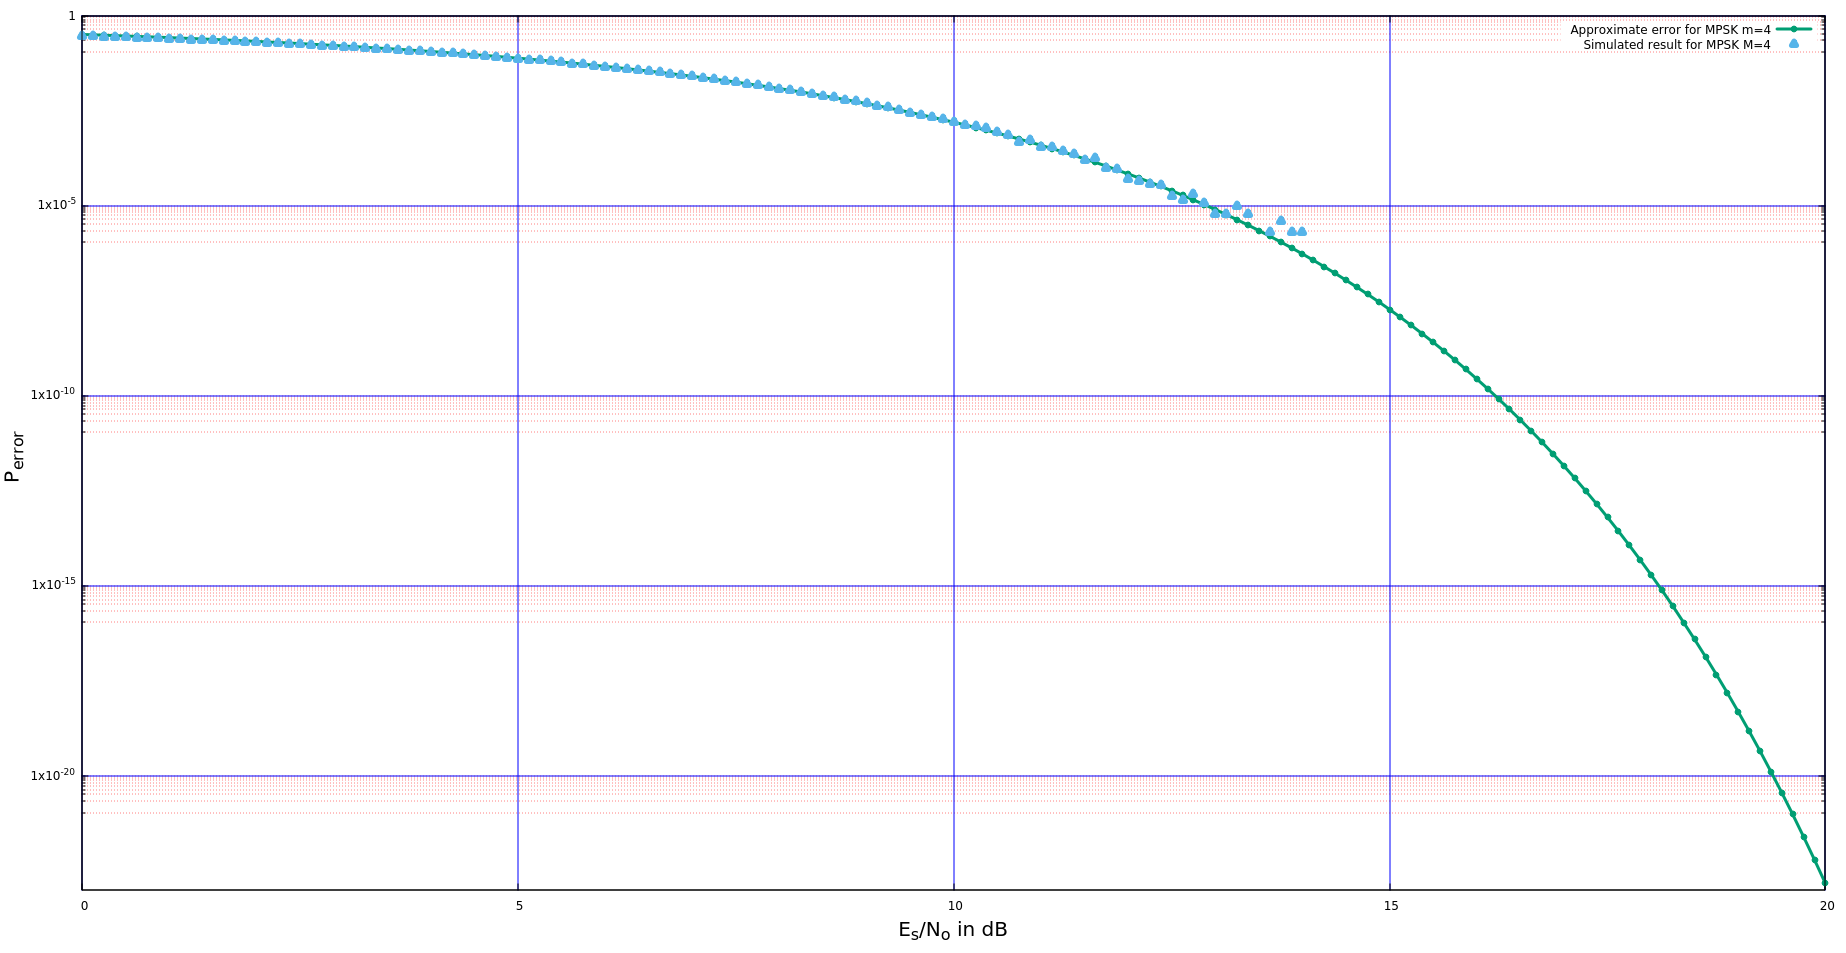 1
Approximate error for MPSK m=4
Simulated result for MPSK M=4
1x10-5
1x10-10
1x10-15
1x10-20
Perror
0 5 10 15 20
Es/No in dB